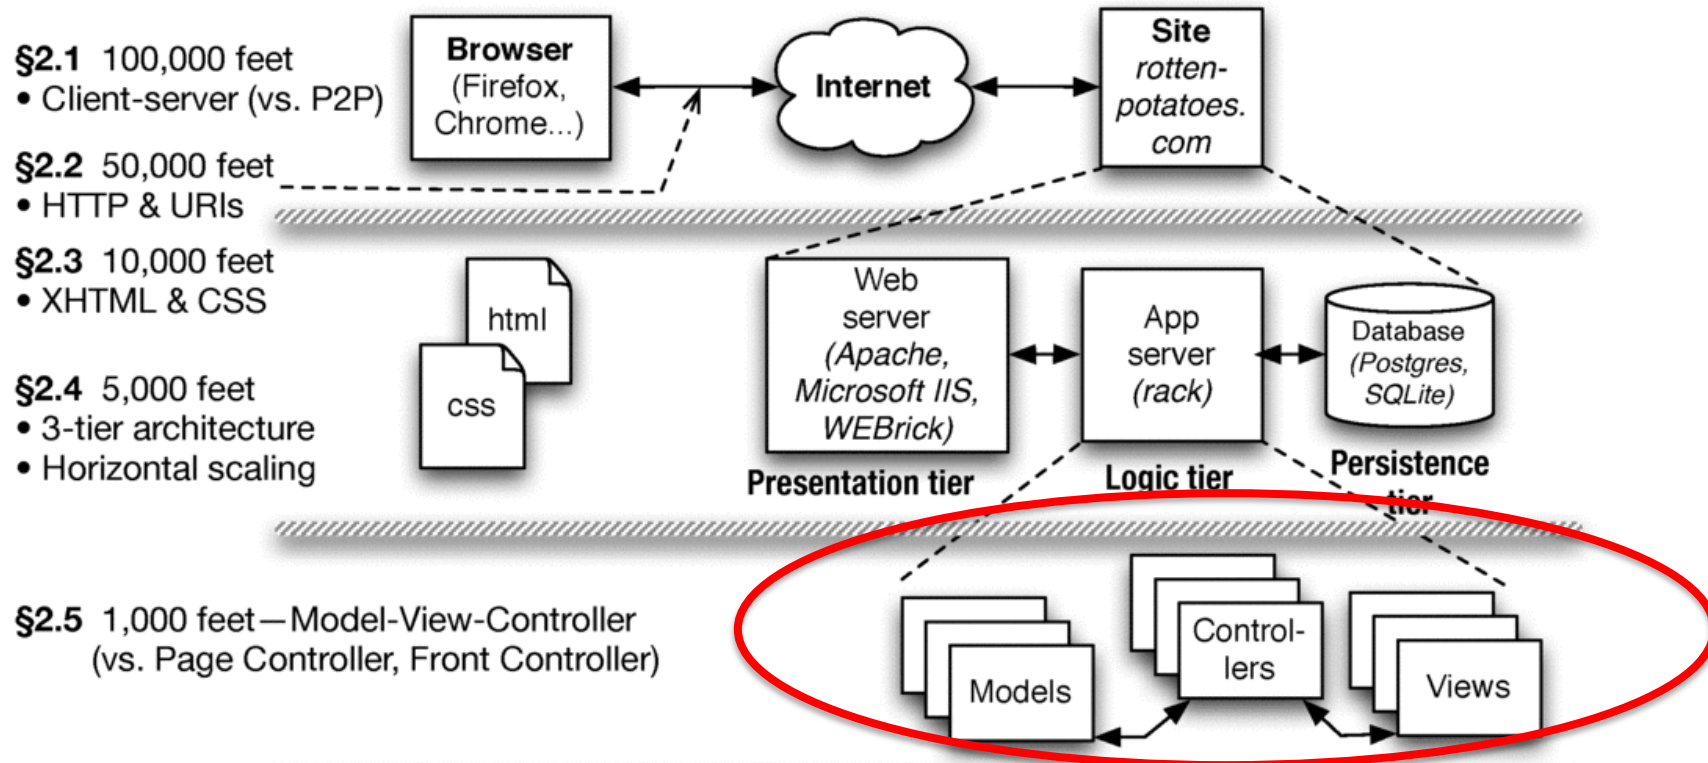 §2.1 100,000 feet
• Client-server (vs. P2P)
§2.2 50,000 feet
• HTTP & URIs
Browser
(Firefox,
Chrome...)
Internet
Site
rotten-
potatoes.
com
§2.3 10,000 feet
• XHTML & CSS
§2.4 5,000 feet
• 3-tier architecture
• Horizontal scaling
html
css
Web
server
(Apache,
Microsoft IIS,
WEBrick)
Presentation tier
App
server
(rack)
Logic tier
Database
(Postgres,
SQLite)
Persistence
tier
§2.5 1,000 feet—Model-View-Controller
(vs. Page Controller, Front Controller)
Models
Control-
lers
Views